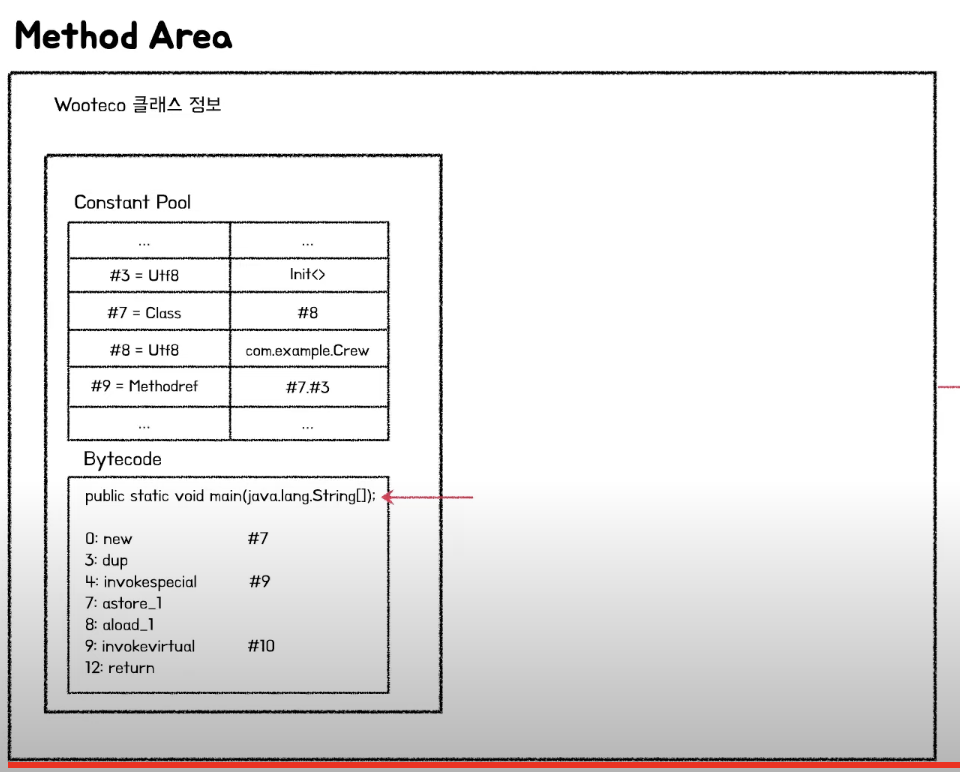 Method Area
Wooteco 클래스 정보
Constant Pool
... ...
#3 = Utf8 Init<>
#7 = Class #8
#8 = Utf8 com.example.Crew
#9 = Methodref #7.#3
... ...
Bytecode
public static void main(java.lang.String[]);
0: new #7
3: dup
4: invokespecial #9
7: astore_1
8: aload_1
9: invokevirtual #10
12: return